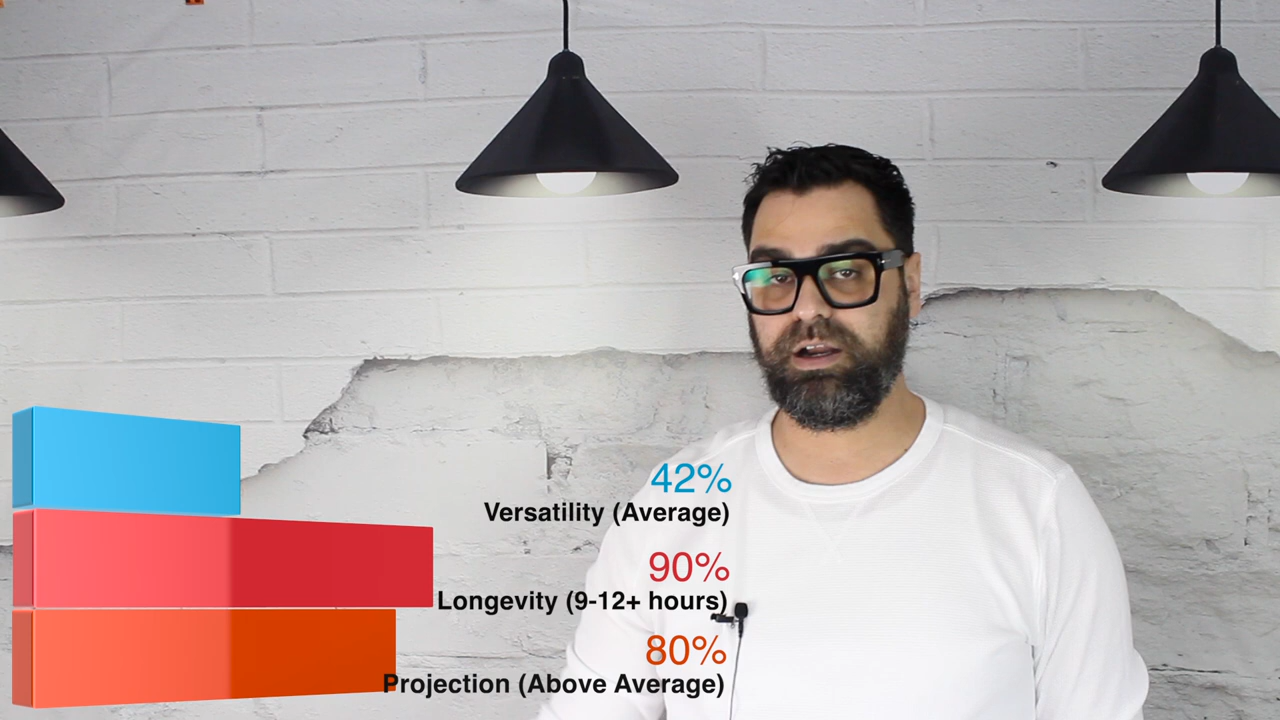 42%
Versatility (Average)
90%
Longevity (9-12+ hours)
80%
Projection (Above Average)